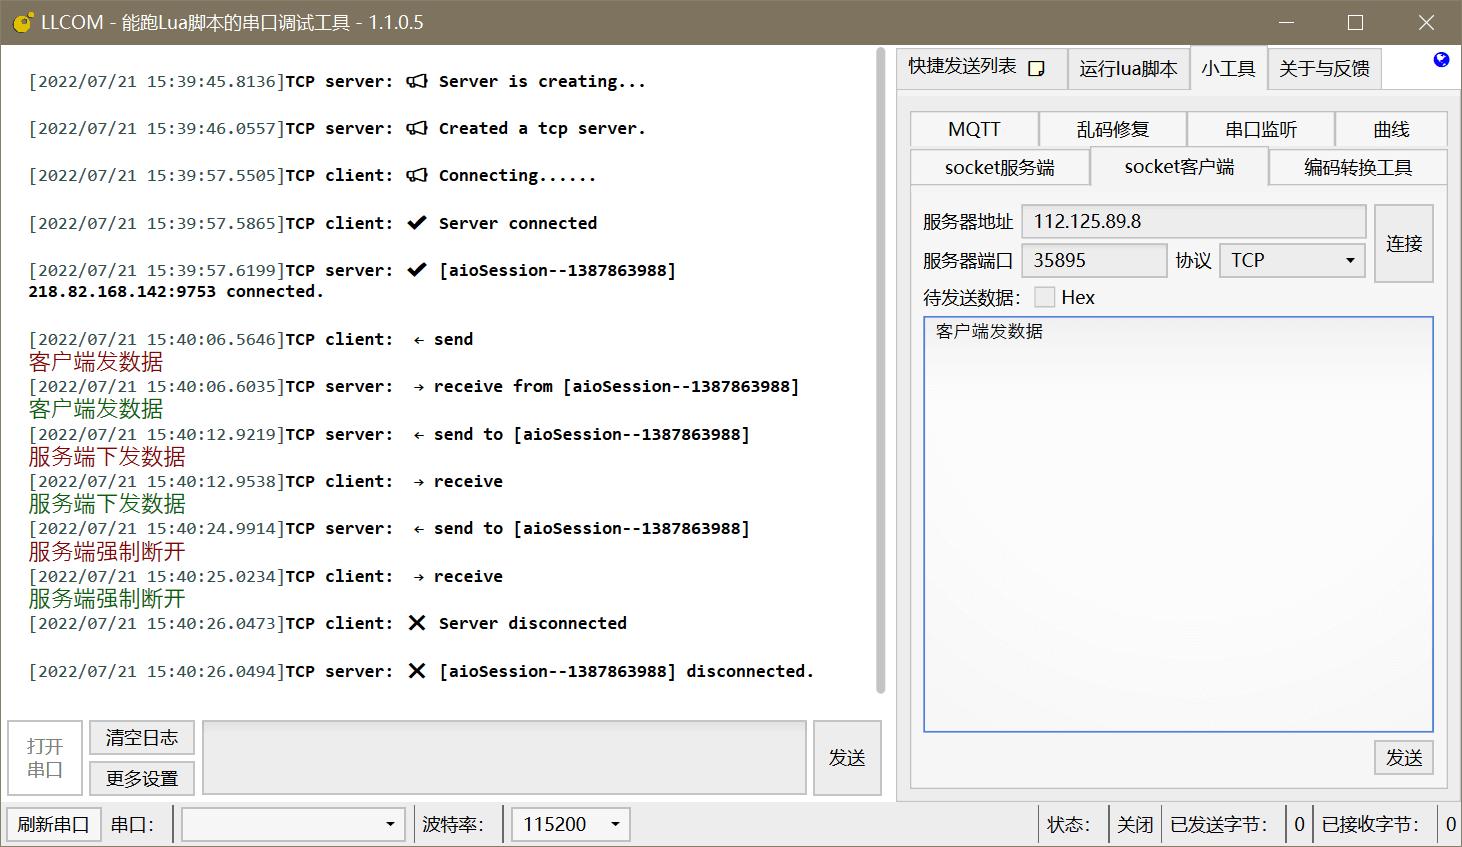 LLCOM - 能跑Lua脚本的串口调试工具 - 1.1.0.5
[2022/07/21 15:39:45.8136]TCP server: Server is creating...
[2022/07/21 15:39:46.0557]TCP server: Created a tcp server.
[2022/07/21 15:39:57.5505]TCP client: Connecting......
[2022/07/21 15:39:57.5865]TCP client: ✔ Server connected
[2022/07/21 15:39:57.6199]TCP server: ✔ [aioSession--1387863988]
218.82.168.142:9753 connected.
[2022/07/21 15:40:06.5646]TCP client: ← send
客户端发数据
[2022/07/21 15:40:06.6035]TCP server: → receive from [aioSession--1387863988]
客户端发数据
[2022/07/21 15:40:12.9219]TCP server: ← send to [aioSession--1387863988]
服务端下发数据
[2022/07/21 15:40:12.9538]TCP client: → receive
服务端下发数据
[2022/07/21 15:40:24.9914]TCP server: ← send to [aioSession--1387863988]
服务端强制断开
[2022/07/21 15:40:25.0234]TCP client: → receive
服务端强制断开
[2022/07/21 15:40:26.0473]TCP client: ✕ Server disconnected
[2022/07/21 15:40:26.0494]TCP server: ✕ [aioSession--1387863988] disconnected.
打开
串口
清空日志
更多设置
发送
快捷发送列表 运行lua脚本 小工具 关于与反馈
MQTT 乱码修复 串口监听 曲线
socket服务端 socket客户端 编码转换工具
服务器地址 112.125.89.8
连接
服务器端口 35895 协议 TCP
待发送数据： Hex
客户端发数据
发送
刷新串口 串口： 波特率： 115200 状态： 关闭 已发送字节： 0 已接收字节： 0